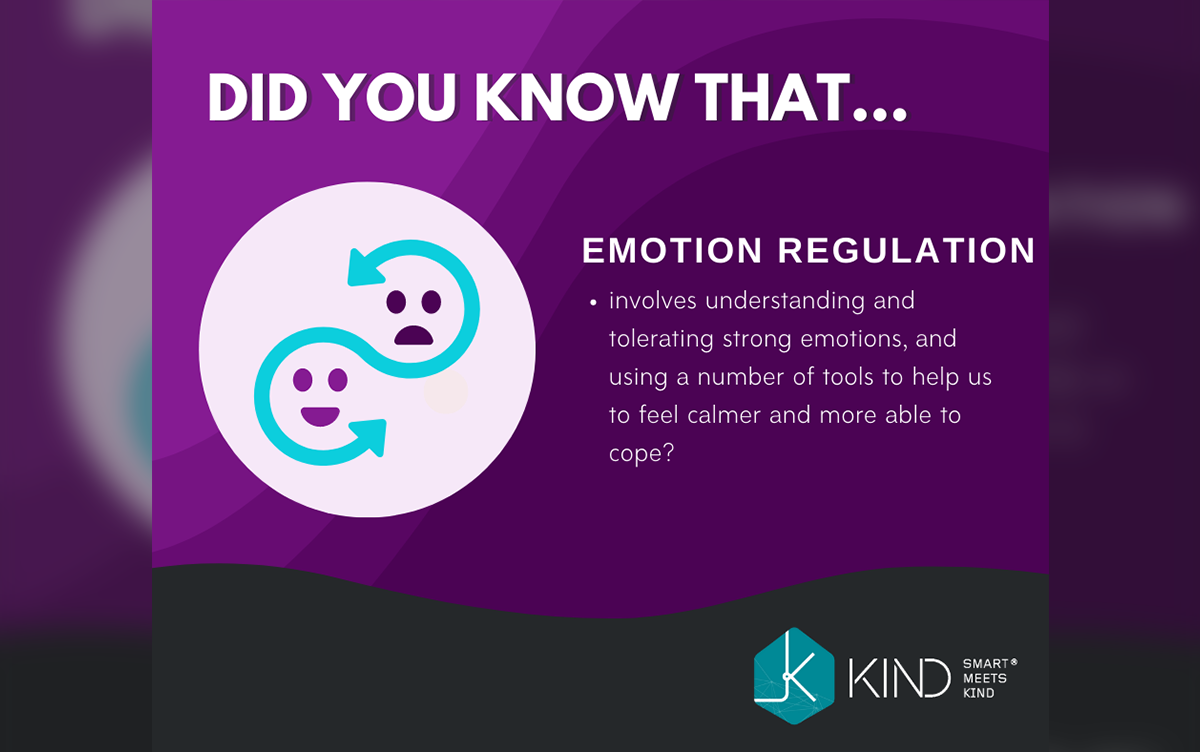 DID YOU KNOW THAT...
EMOTION REGULATION
• involves understanding and
tolerating strong emotions, and
using a number of tools to help us
to feel calmer and more able to
cope?
KIND
SMART®
MEETS
KIND